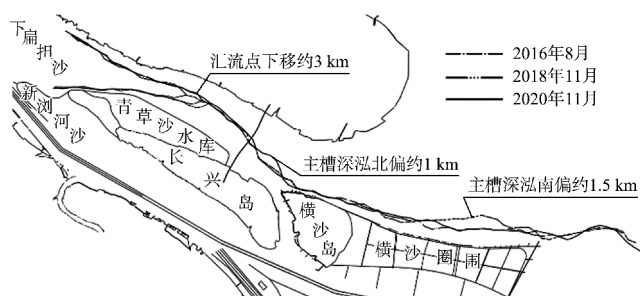 下扁担沙
汇流点下移约3 km
2016年8月
2018年11月
2020年11月
新浏河沙
青草沙水库
长兴岛
主槽深泓北偏约1 km
主槽深泓南偏约1.5 km
横沙岛
横沙圈围